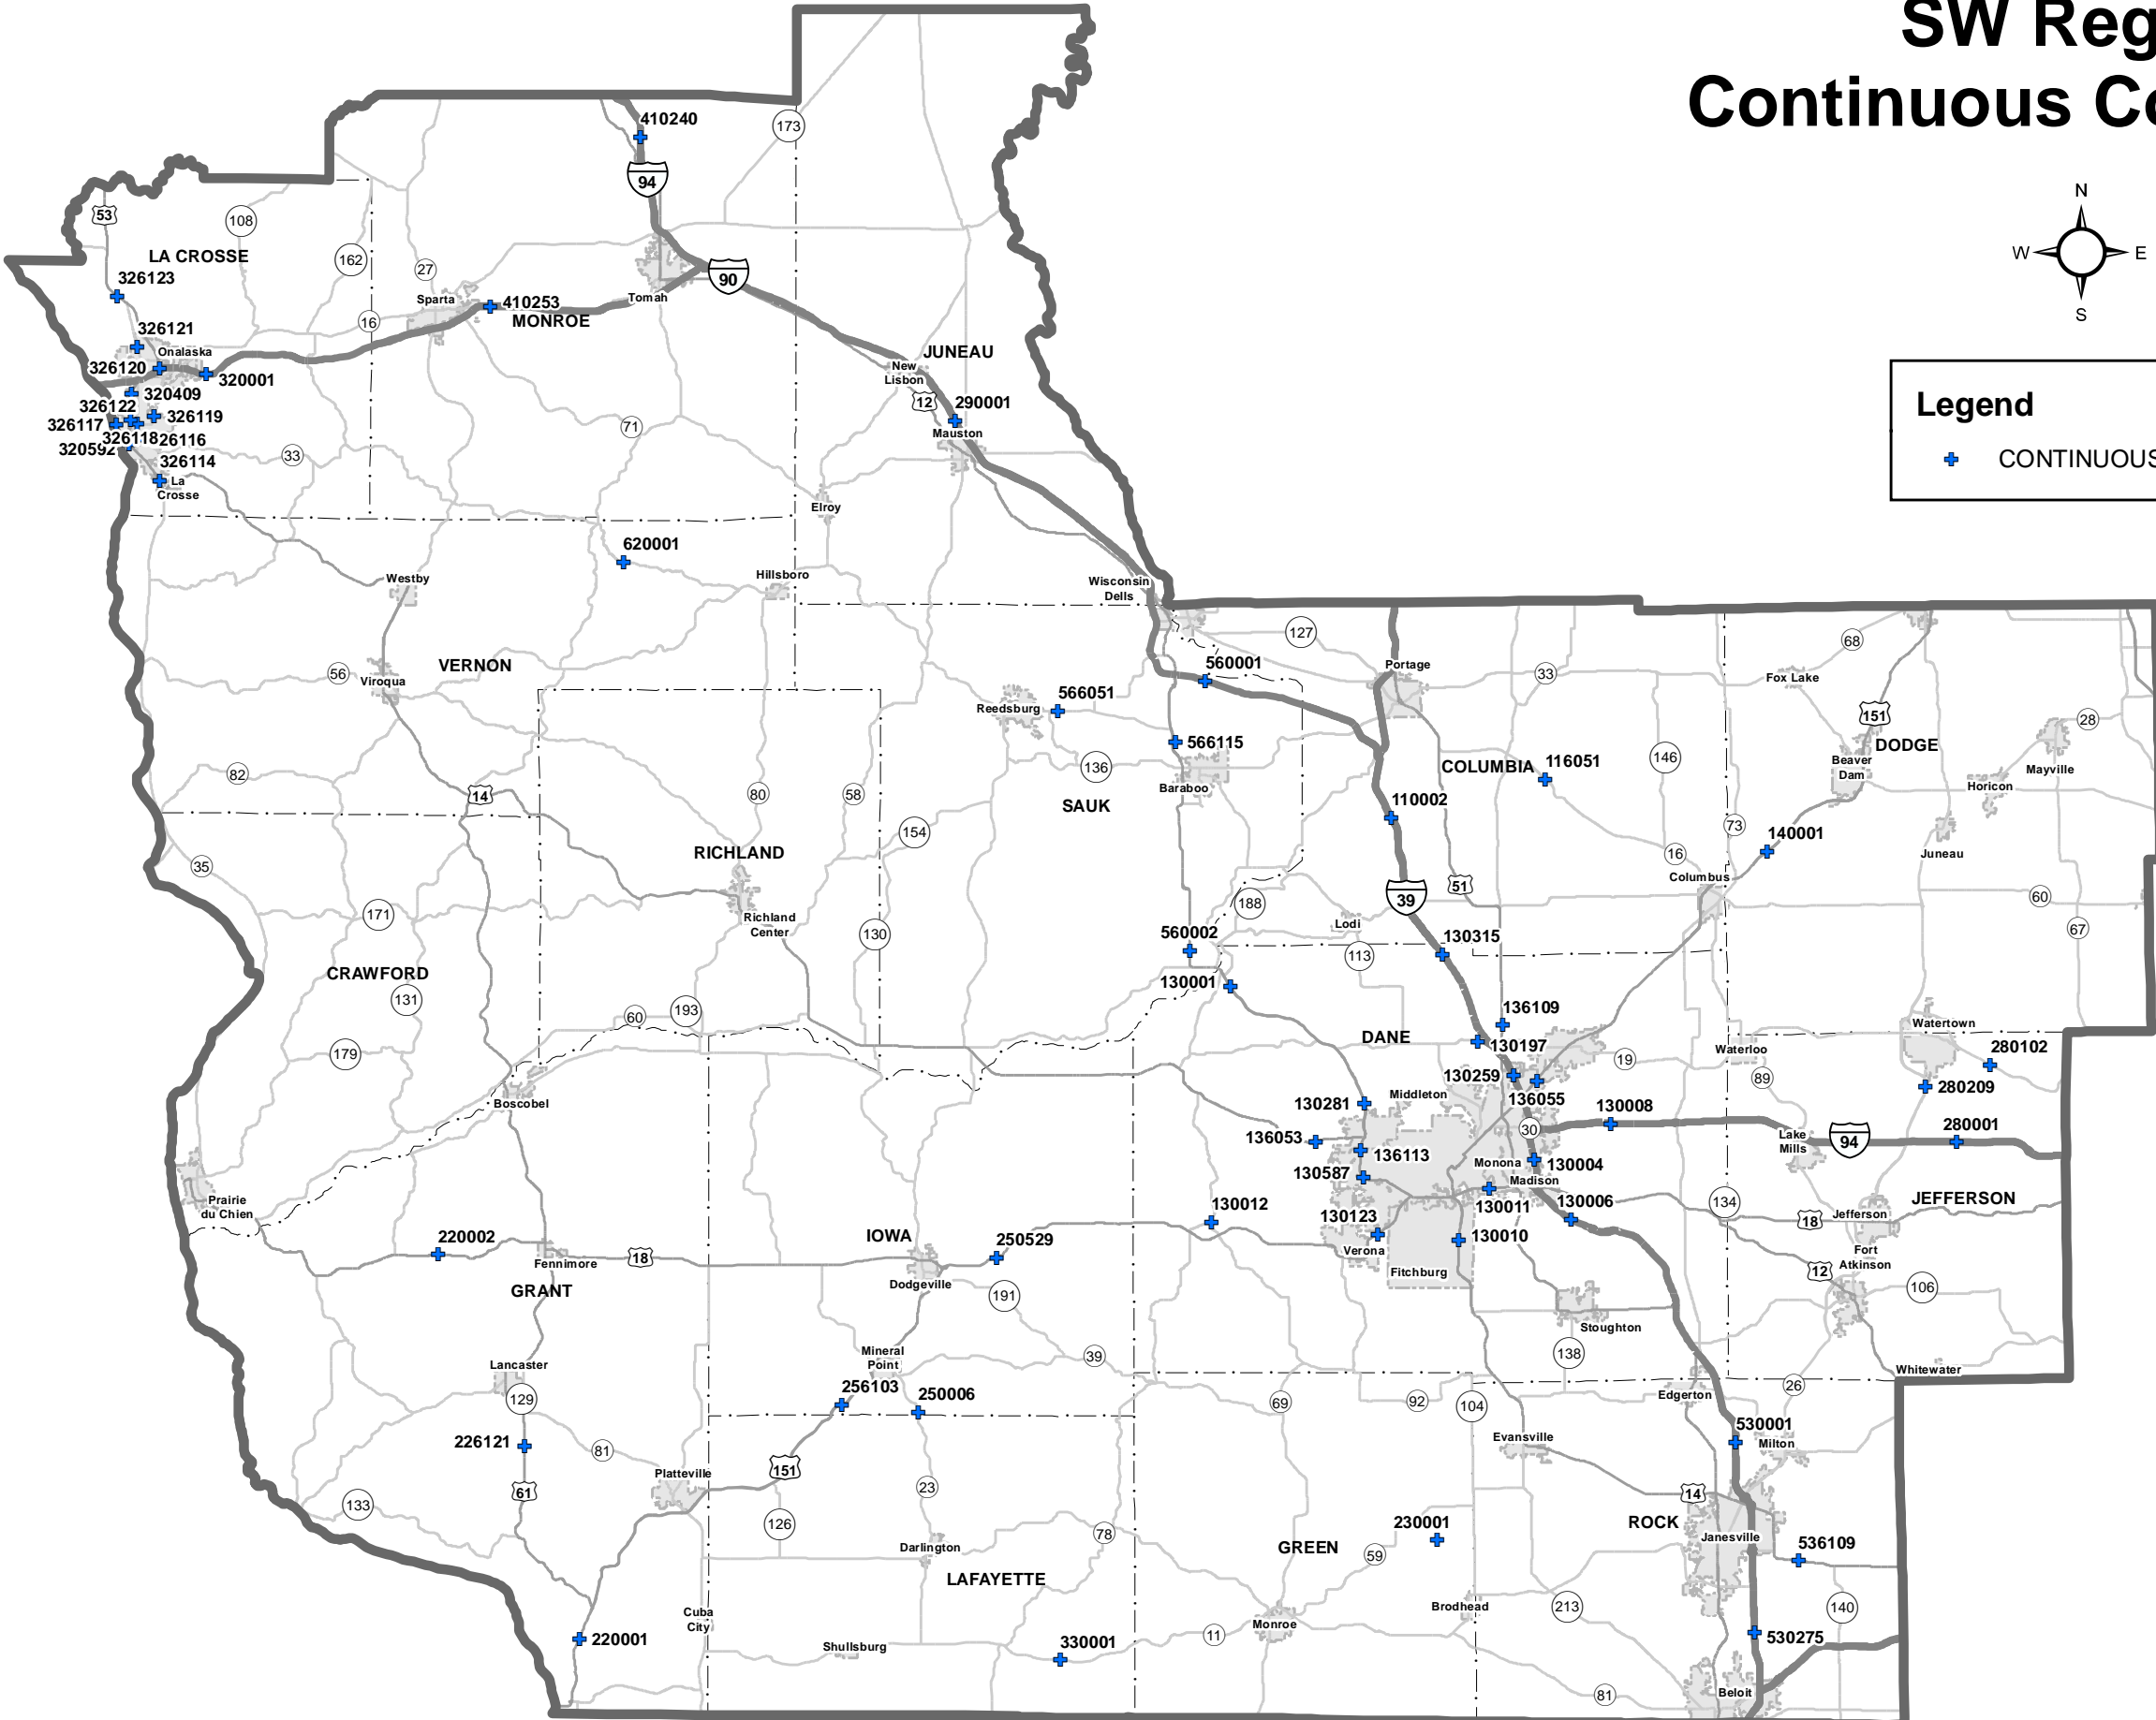 SW Reg
Continuous Co
N
W
E
S
Legend
CONTINUOUS
410240
173
94
53
108
LA CROSSE
162
27
90
326123
Sparta
410253
Tomah
MONROE
16
326121
Onalaska
326120
320001
JUNEAU
New
Lisbon
320409
12
290001
326122
326119
326117
71
Mauston
326118
26116
320592
33
326114
La
Crosse
Elroy
620001
Westby
Hillsboro
Wisconsin
Dells
127
68
56
VERNON
Viroqua
560001
Portage
33
Fox Lake
566051
Reedsburg
151
28
566115
DODGE
136
COLUMBIA
116051
146
Beaver
Dam
Mayville
82
Baraboo
Horicon
14
80
58
SAUK
110002
154
73
140001
RICHLAND
16
Juneau
35
Columbus
39
51
60
171
188
Richland
Center
Lodi
67
130
560002
130315
113
CRAWFORD
130001
131
193
60
136109
Watertown
DANE
179
130197
280102
19
Waterloo
130259
89
280209
Boscobel
Middleton
136055
130281
130008
30
280001
136053
Lake
Mills
94
136113
Monona
130004
130587
Madison
Prairie
du Chien
130012
130011
130006
134
JEFFERSON
130123
18
Jefferson
220002
IOWA
250529
130010
Verona
Fort
Atkinson
18
Fennimore
Fitchburg
12
Dodgeville
106
GRANT
191
Stoughton
Mineral
Point
39
138
Lancaster
Whitewater
256103
26
129
250006
69
92
104
Edgerton
530001
226121
81
Evansville
Milton
151
Platteville
61
23
14
133
126
230001
ROCK
78
Janesville
Darlington
GREEN
59
536109
LAFAYETTE
Cuba
City
Brodhead
213
140
Monroe
220001
Shullsburg
330001
11
530275
81
Beloit